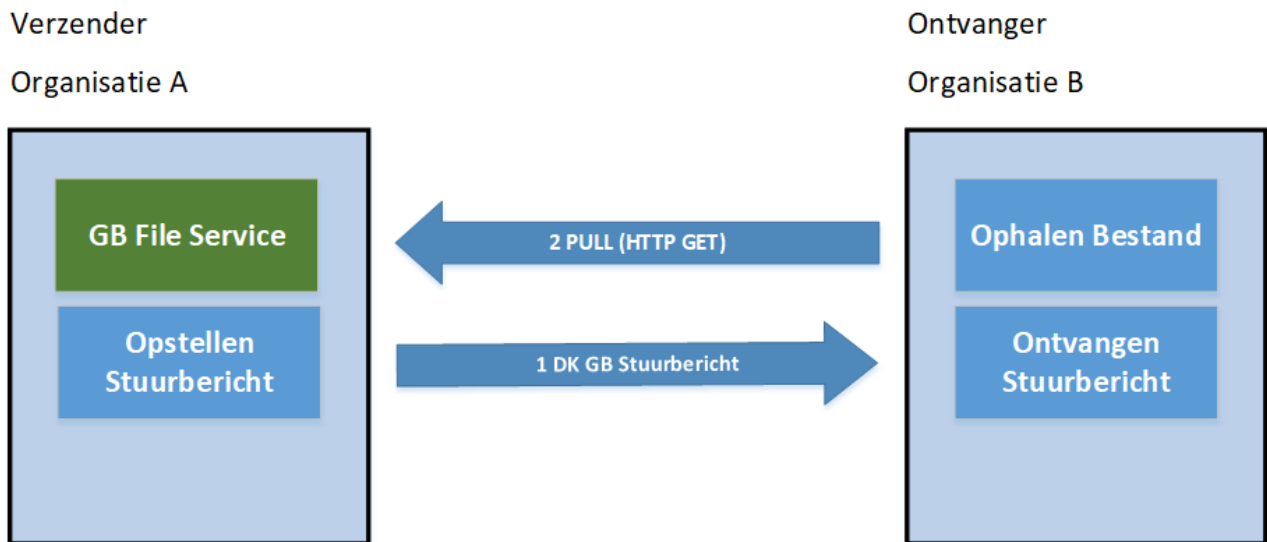 Verzender
Organisatie A
Ontvanger
Organisatie B
GB File Service
2 PULL (HTTP GET)
Ophalen Bestand
Opstellen
Stuurbericht
1 DK GB Stuurbericht
Ontvangen
Stuurbericht